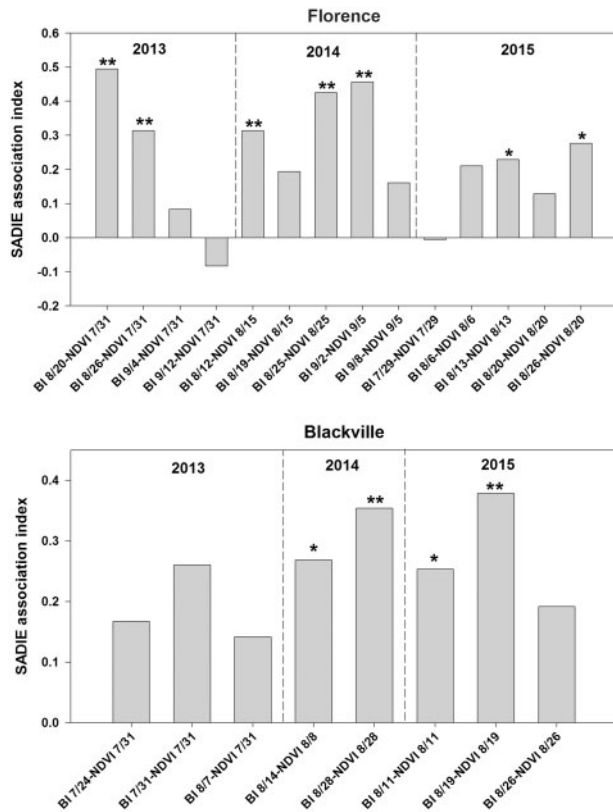 Florence
SADIE association index
0.6
0.5
0.4
0.3
0.2
0.1
0.0
-0.1
-0.2
2013
2014
2015
**
**
**
**
**
*
*
BI 8/20-NDVI 7/31
BI 8/26-NDVI 7/31
BI 9/4-NDVI 7/31
BI 9/12-NDVI 7/31
BI 8/12-NDVI 8/15
BI 8/19-NDVI 8/15
BI 8/25-NDVI 8/25
BI 9/2-NDVI 9/5
BI 9/8-NDVI 9/5
BI 7/29-NDVI 7/29
BI 8/6-NDVI 8/6
BI 8/13-NDVI 8/13
BI 8/20-NDVI 8/20
BI 8/26-NDVI 8/20
Blackville
SADIE association index
0.4
0.3
0.2
0.1
0.0
2013
2014
2015
*
**
*
**
BI 7/24-NDVI 7/31
BI 7/31-NDVI 7/31
BI 8/7-NDVI 7/31
BI 8/14-NDVI 8/8
BI 8/28-NDVI 8/28
BI 8/11-NDVI 8/11
BI 8/19-NDVI 8/19
BI 8/26-NDVI 8/26